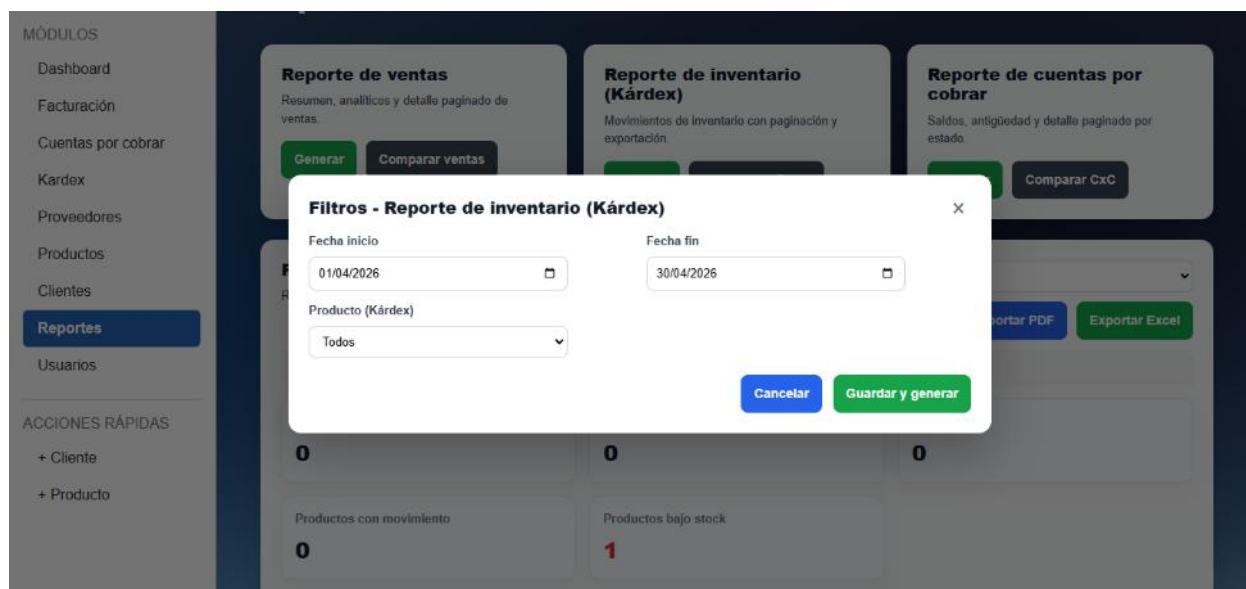 MÓDULOS
Dashboard
Facturación
Cuentas por cobrar
Kardex
Proveedores
Productos
Clientes
Reportes
Usuarios
ACCIONES RÁPIDAS
+ Cliente
+ Producto
Reporte de ventas
Resumen, analíticos y detalle paginado de
ventas.
Generar
Comparar ventas
Reporte de inventario
(Kárdex)
Movimientos de inventario con paginación y
exportación.
Reporte de cuentas por
cobrar
Saldos, antigüedad y detalle paginado por
estado.
Comparar CxC
Filtros - Reporte de inventario (Kárdex)
×
Fecha inicio
Fecha fin
01/04/2026
30/04/2026
Producto (Kárdex)
Todos
Cancelar
Guardar y generar
PDF
Exportar Excel
0
0
0
Productos con movimiento
0
Productos bajo stock
1